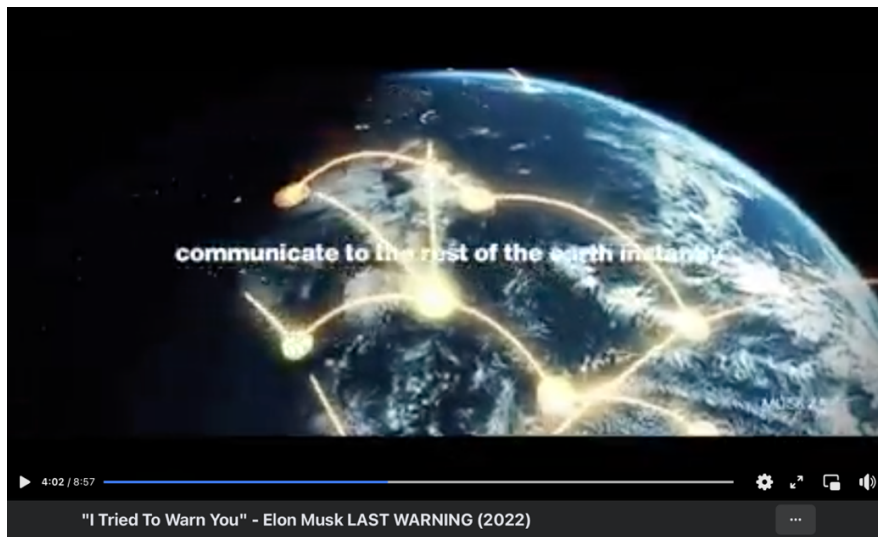 communicate to the rest of the earth instantly
4:02 / 8:57
"I Tried To Warn You" - Elon Musk LAST WARNING (2022)